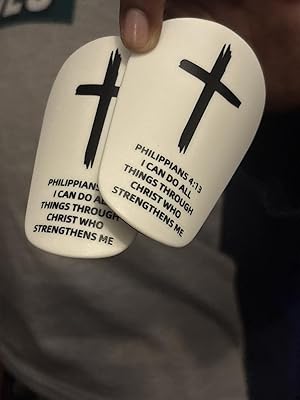 PHILIPPIANS
I CAN DO ALL
THINGS THROUGH
CHRIST WHO
STRENGTHENS ME
PHILIPPIANS 4:13
I CAN DO ALL
THINGS THROUGH
CHRIST WHO
STRENGTHENS ME